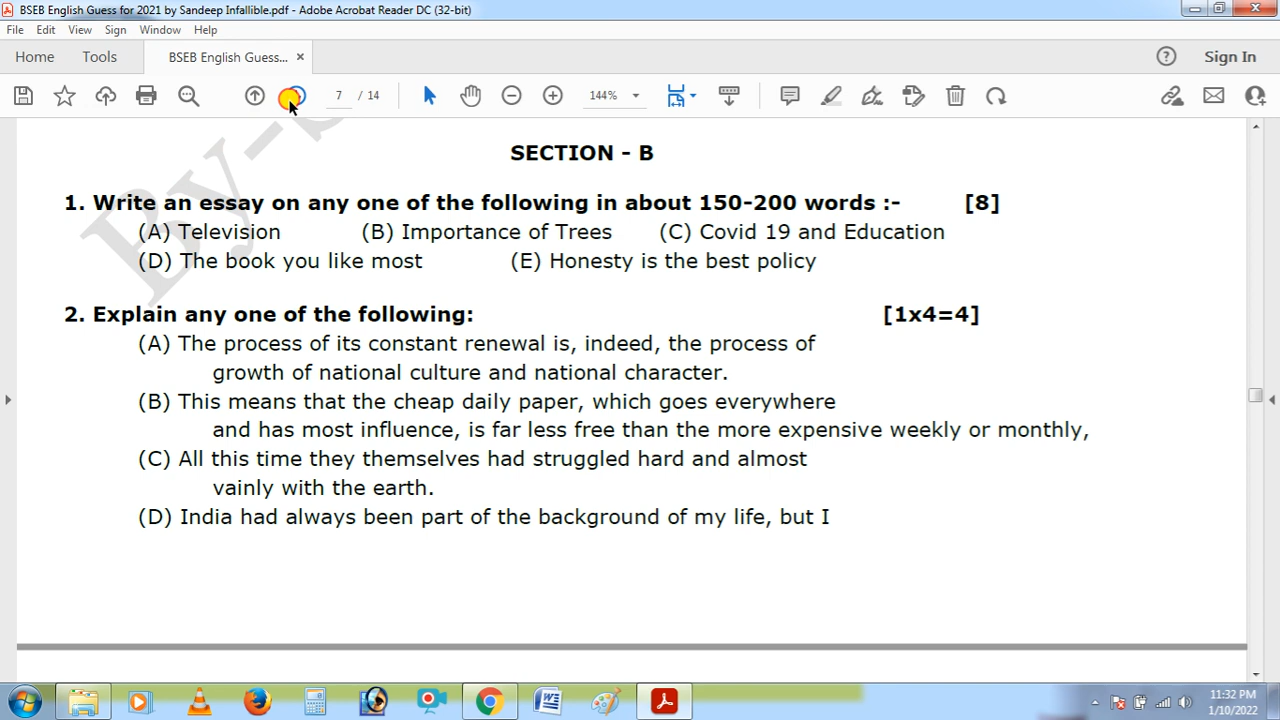 BSEB English Guess for 2021 by Sandeep Infallible.pdf - Adobe Acrobat Reader DC (32-bit)
File Edit View Sign Window Help
Home Tools BSEB English Guess... × Sign In
7 / 14 144%
By-
SECTION - B
1. Write an essay on any one of the following in about 150-200 words :- [8]
(A) Television (B) Importance of Trees (C) Covid 19 and Education
(D) The book you like most (E) Honesty is the best policy
2. Explain any one of the following: [1x4=4]
(A) The process of its constant renewal is, indeed, the process of
growth of national culture and national character.
(B) This means that the cheap daily paper, which goes everywhere
and has most influence, is far less free than the more expensive weekly or monthly,
(C) All this time they themselves had struggled hard and almost
vainly with the earth.
(D) India had always been part of the background of my life, but I
11:32 PM
1/10/2022